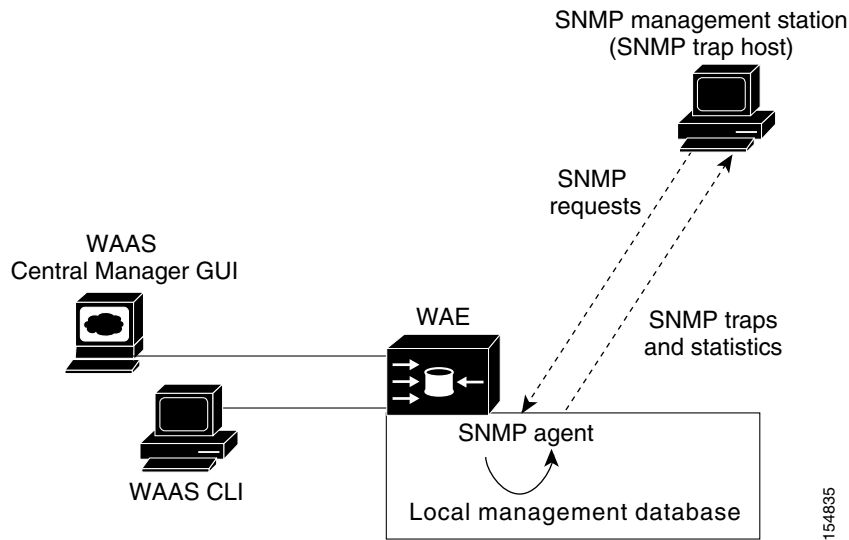 SNMP management station
(SNMP trap host)
SNMP
requests
WAAS
Central Manager GUI
WAE
SNMP traps
and statistics
SNMP agent
WAAS CLI
Local management database
154835